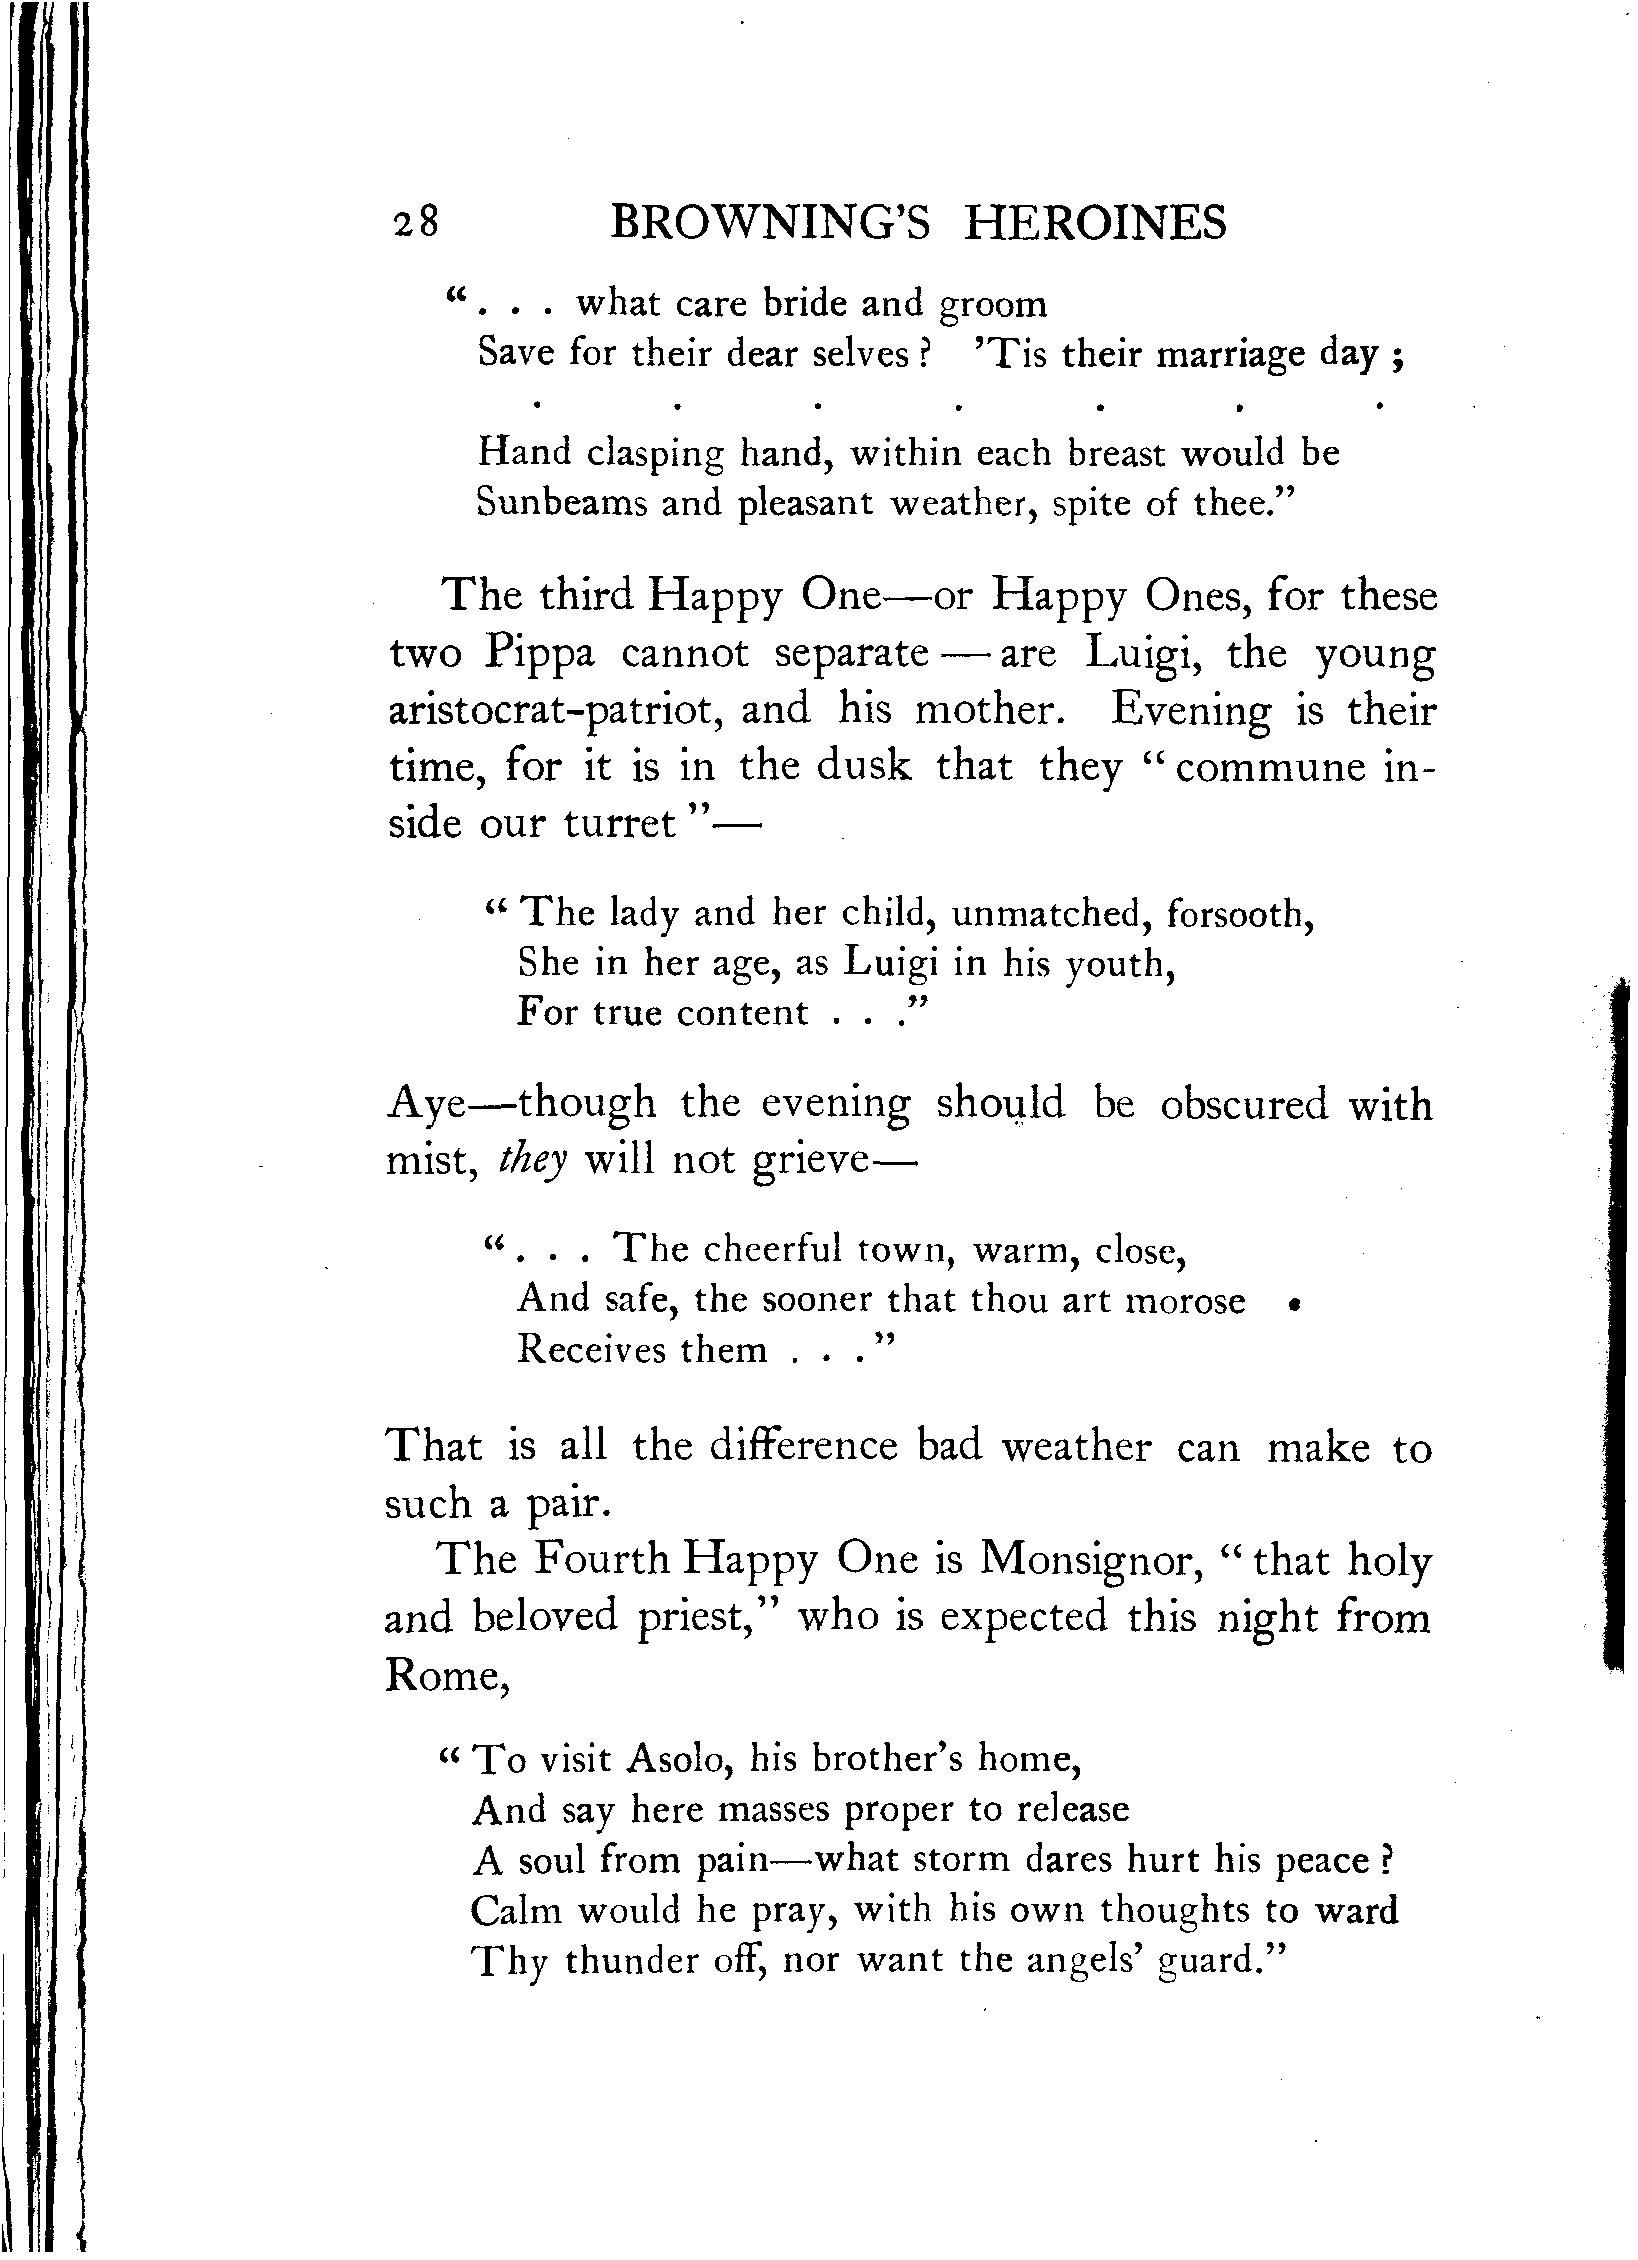 28 BROWNING'S HEROINES
“. . . what care bride and groom
Save for their dear selves ? ’Tis their marriage day ;
. . . . . . .
Hand clasping hand, within each breast would be
Sunbeams and pleasant weather, spite of thee.”
The third Happy One—or Happy Ones, for these
two Pippa cannot separate — are Luigi, the young
aristocrat-patriot, and his mother. Evening is their
time, for it is in the dusk that they “ commune in-
side our turret ”—
“ The lady and her child, unmatched, forsooth,
She in her age, as Luigi in his youth,
For true content . . .”
Aye—though the evening should be obscured with
mist, they will not grieve—
“. . . The cheerful town, warm, close,
And safe, the sooner that thou art morose
Receives them . . .”
That is all the difference bad weather can make to
such a pair.
The Fourth Happy One is Monsignor, “ that holy
and beloved priest,” who is expected this night from
Rome,
“ To visit Asolo, his brother’s home,
And say here masses proper to release
A soul from pain—what storm dares hurt his peace ?
Calm would he pray, with his own thoughts to ward
Thy thunder off, nor want the angels’ guard.”